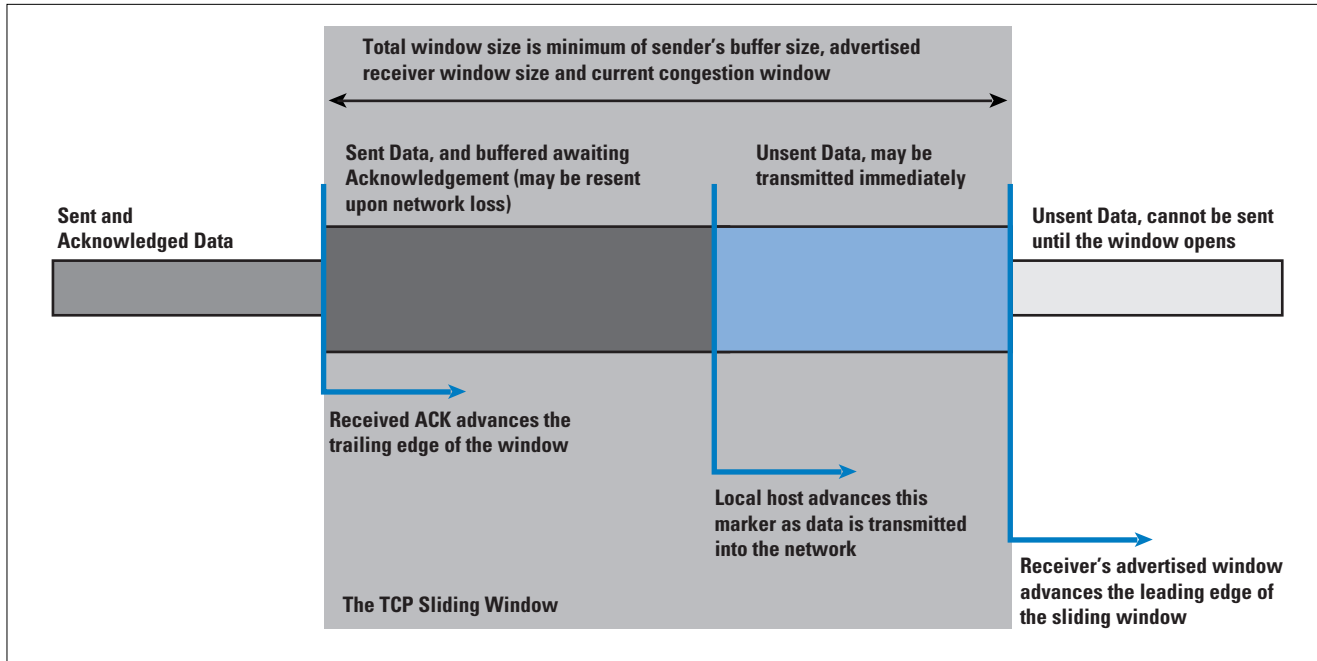 Total window size is minimum of sender's buffer size, advertised
receiver window size and current congestion window
Sent Data, and buffered awaiting
Acknowledgement (may be resent
upon network loss)
Unsent Data, may be
transmitted immediately
Sent and
Acknowledged Data
Unsent Data, cannot be sent
until the window opens
Received ACK advances the
trailing edge of the window
Local host advances this
marker as data is transmitted
into the network
Receiver's advertised window
advances the leading edge of
the sliding window
The TCP Sliding Window